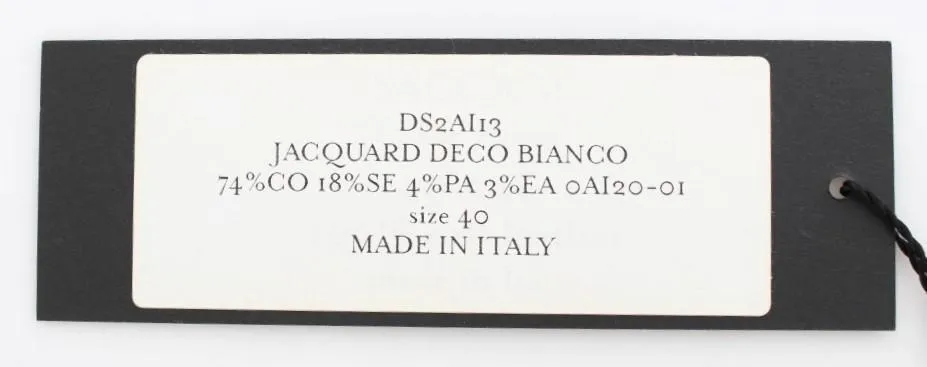 DS2AI13
JACQUARD DECO BIANCO
74%CO 18%SE 4%PA 3%EA 0AI20-01
size 40
MADE IN ITALY